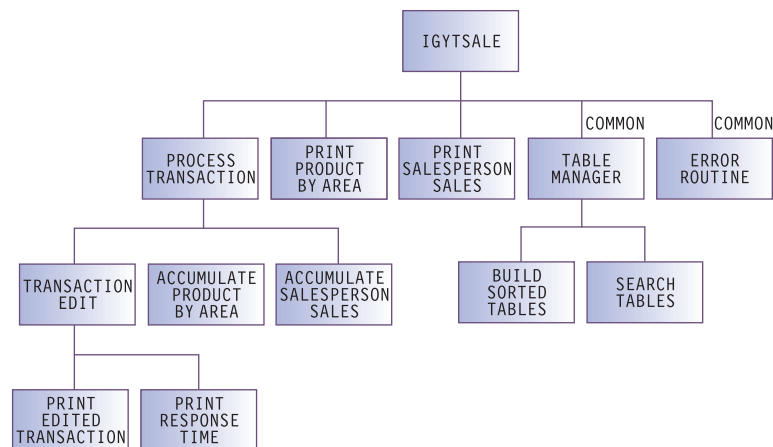 IGYTSALE
COMMON
COMMON
PROCESS
TRANSACTION
PRINT
PRODUCT
BY AREA
PRINT
SALESPERSON
SALES
TABLE
MANAGER
ERROR
ROUTINE
TRANSACTION
EDIT
ACCUMULATE
PRODUCT
BY AREA
ACCUMULATE
SALESPERSON
SALES
BUILD
SORTED
TABLES
SEARCH
TABLES
PRINT
EDITED
TRANSACTION
PRINT
RESPONSE
TIME